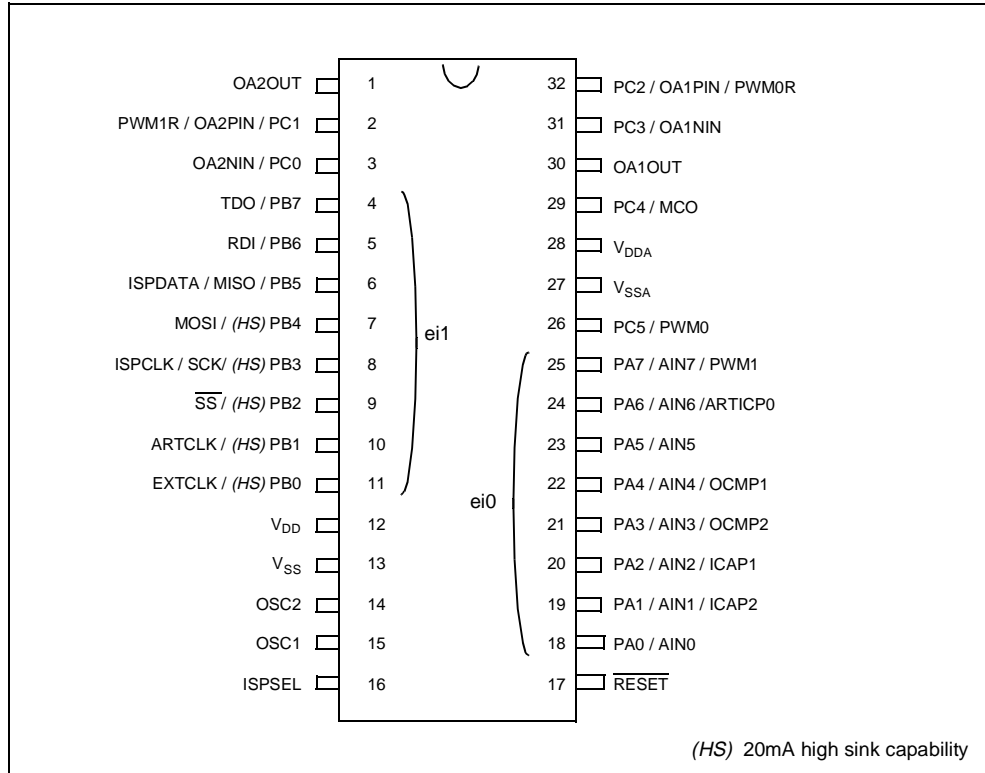 OA2OUT 1 32 PC2 / OA1PIN / PWM0R
PWM1R / OA2PIN / PC1 2 31 PC3 / OA1NIN
OA2NIN / PC0 3 30 OA1OUT
TDO / PB7 4 29 PC4 / MCO
RDI / PB6 5 28 VDDA
ISPDATA / MISO / PB5 6 27 VSSA
MOSI / (HS) PB4 7 26 PC5 / PWM0
ei1
ISPCLK / SCK/ (HS) PB3 8 25 PA7 / AIN7 / PWM1
SS / (HS) PB2 9 24 PA6 / AIN6 /ARTICP0
ARTCLK / (HS) PB1 10 23 PA5 / AIN5
EXTCLK / (HS) PB0 11 22 PA4 / AIN4 / OCMP1
ei0
VDD 12 21 PA3 / AIN3 / OCMP2
VSS 13 20 PA2 / AIN2 / ICAP1
OSC2 14 19 PA1 / AIN1 / ICAP2
OSC1 15 18 PA0 / AIN0
ISPSEL 16 17 RESET
(HS) 20mA high sink capability